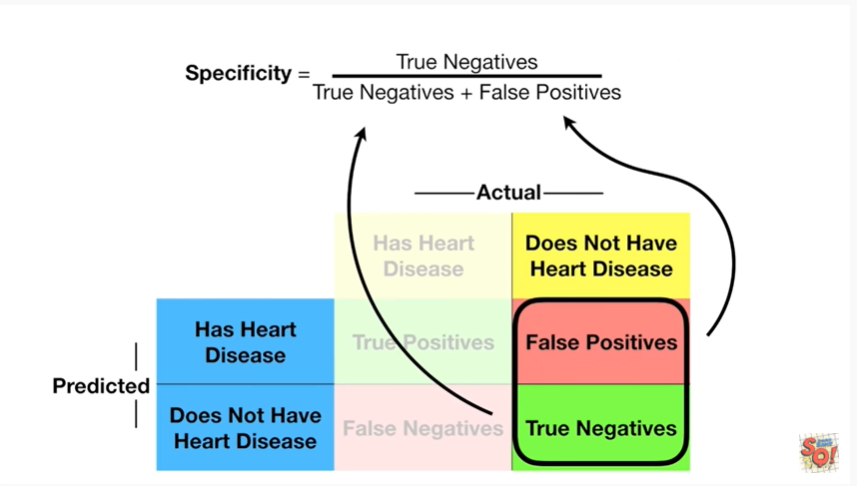 True Negatives
Specificity =
True Negatives + False Positives
Actual
Has Heart
Disease
Does Not Have
Heart Disease
Has Heart
Disease
True Positives
False Positives
Predicted
Does Not Have
Heart Disease
False Negatives
True Negatives
SQ!